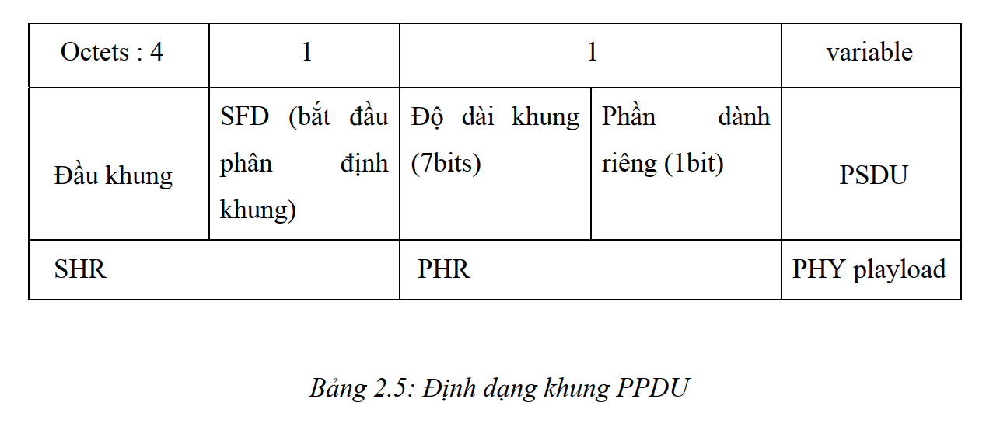 Octets : 4 1 1 variable
Đầu khung
SFD (bắt đầu
phân định
khung)
Độ dài khung
(7bits)
Phần dành
riêng (1bit)
PSDU
SHR PHR PHY playload
Bảng 2.5: Định dạng khung PPDU